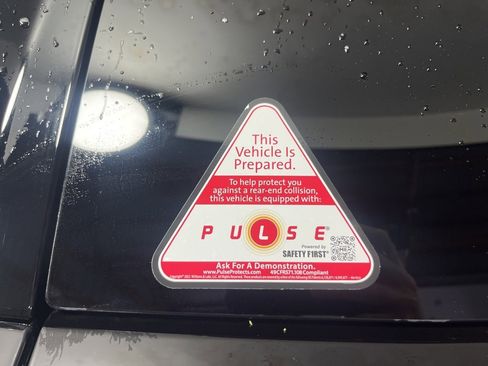 This
Vehicle Is
Prepared.
To help protect you
against a rear-end collision,
this vehicle is equipped with:
PULSE®
Powered by
SAFETY F1RST®
Ask For A Demonstration.
www.PulseProtects.com 49CFR571.108 Compliant